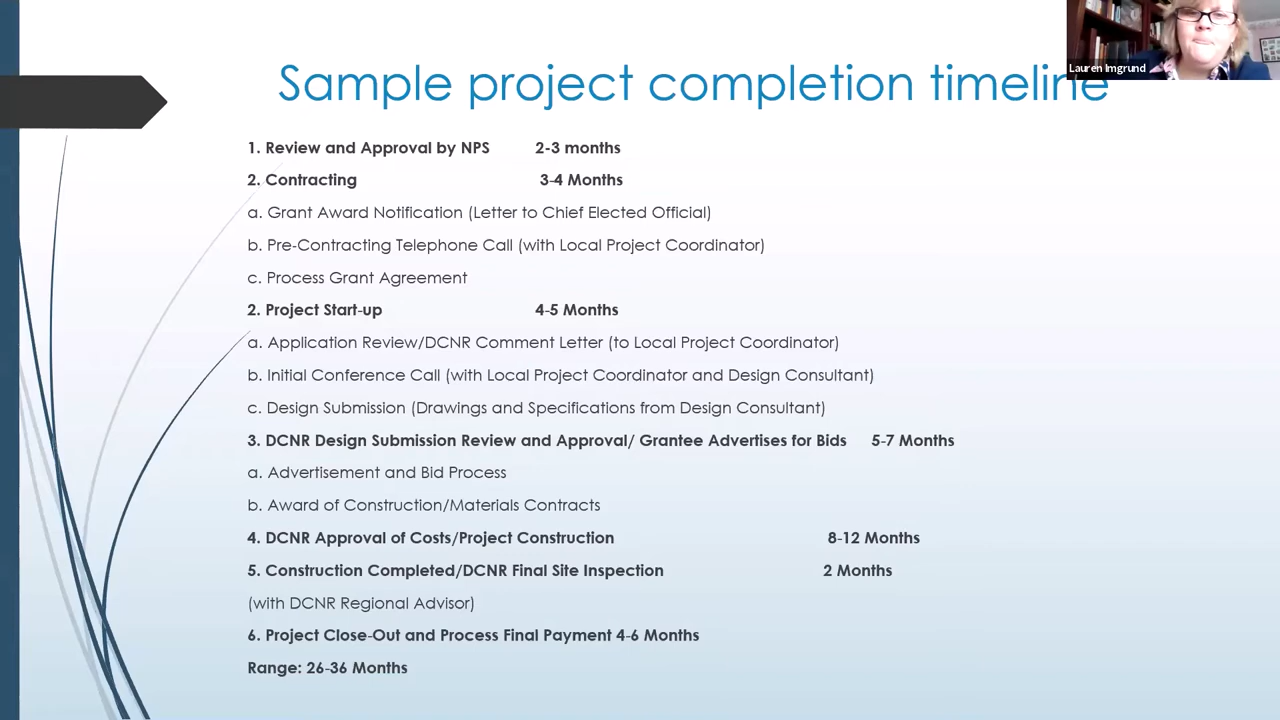 Lauren Imgrund
Sample project completion timeline
1. Review and Approval by NPS 2-3 months
2. Contracting 3-4 Months
a. Grant Award Notification (Letter to Chief Elected Official)
b. Pre-Contracting Telephone Call (with Local Project Coordinator)
c. Process Grant Agreement
2. Project Start-up 4-5 Months
a. Application Review/DCNR Comment Letter (to Local Project Coordinator)
b. Initial Conference Call (with Local Project Coordinator and Design Consultant)
c. Design Submission (Drawings and Specifications from Design Consultant)
3. DCNR Design Submission Review and Approval/ Grantee Advertises for Bids 5-7 Months
a. Advertisement and Bid Process
b. Award of Construction/Materials Contracts
4. DCNR Approval of Costs/Project Construction 8-12 Months
5. Construction Completed/DCNR Final Site Inspection 2 Months
(with DCNR Regional Advisor)
6. Project Close-Out and Process Final Payment 4-6 Months
Range: 26-36 Months